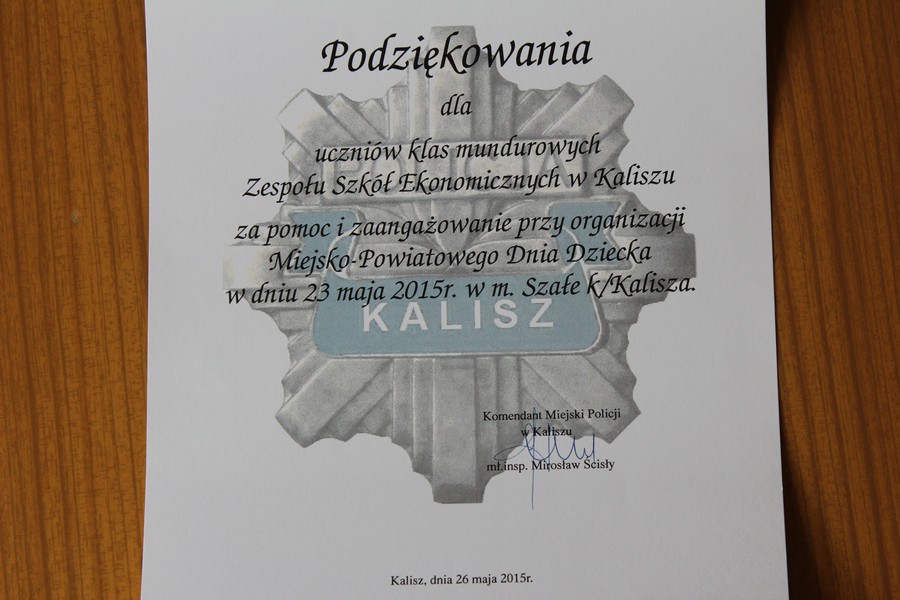 Podziękowania
dla
uczniów klas mundurowych
Zespołu Szkół Ekonomicznych w Kaliszu
za pomoc i zaangażowanie przy organizacji
Miejsko-Powiatowego Dnia Dziecka
w dniu 23 maja 2015r. w m. Szałe k/Kalisza.
KALISZ
Komendant Miejski Policji
w Kaliszu
mł.insp. Mirosław Ścisły
Kalisz, dnia 26 maja 2015r.